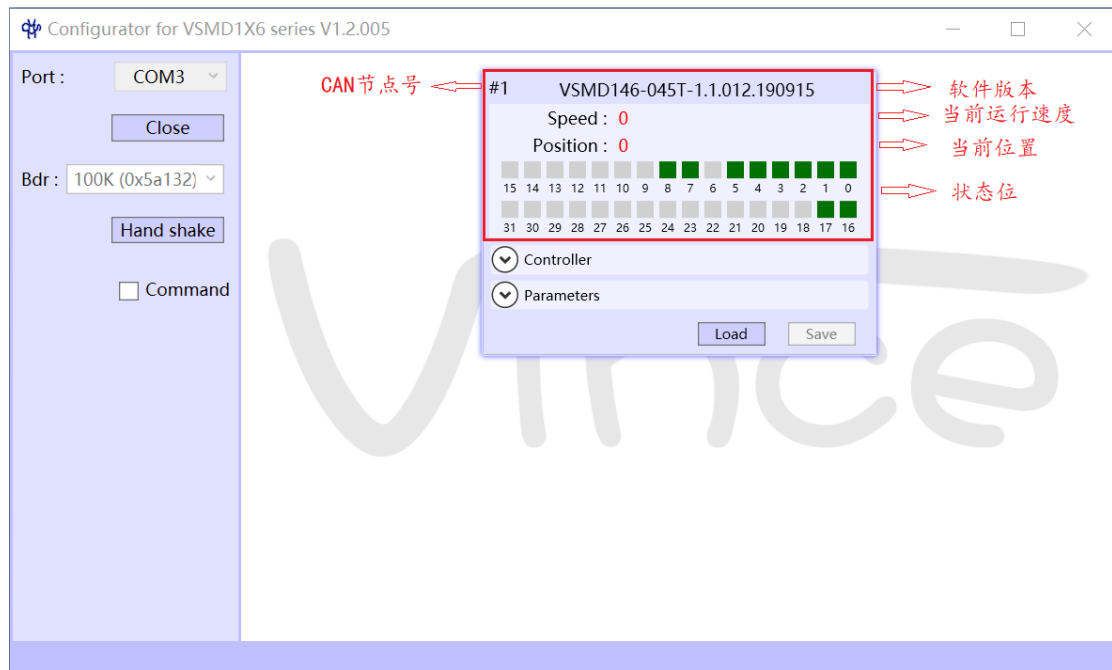 Configurator for VSMD1X6 series V1.2.005
Port : COM3
Close
Bdr : 100K (0x5a132)
Hand shake
Command
CAN节点号
#1 VSMD146-045T-1.1.012.190915
软件版本
Speed : 0
当前运行速度
Position : 0
当前位置
15 14 13 12 11 10 9 8 7 6 5 4 3 2 1 0
状态位
31 30 29 28 27 26 25 24 23 22 21 20 19 18 17 16
Controller
Parameters
Load Save
Vince